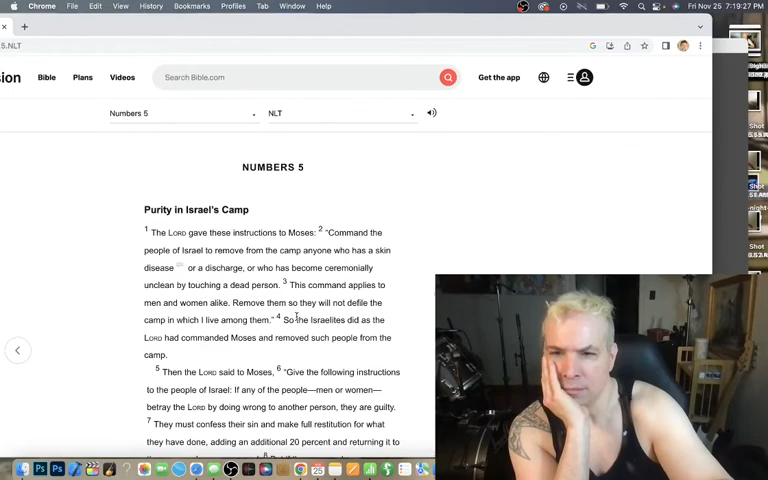 Chrome File Edit View History Bookmarks Profiles Tab Window Help Fri Nov 25 7:19:27 PM
5.NLT
sion Bible Plans Videos Search Bible.com Get the app
Numbers 5 NLT
NUMBERS 5
Purity in Israel's Camp
1 The LORD gave these instructions to Moses: 2 “Command the
people of Israel to remove from the camp anyone who has a skin
disease or a discharge, or who has become ceremonially
unclean by touching a dead person. 3 This command applies to
men and women alike. Remove them so they will not defile the
camp in which I live among them.” 4 So the Israelites did as the
LORD had commanded Moses and removed such people from the
camp.
5 Then the LORD said to Moses, 6 “Give the following instructions
to the people of Israel: If any of the people—men or women—
betray the LORD by doing wrong to another person, they are guilty.
7 They must confess their sin and make full restitution for what
they have done, adding an additional 20 percent and returning it to
Shot
Shot
Shot